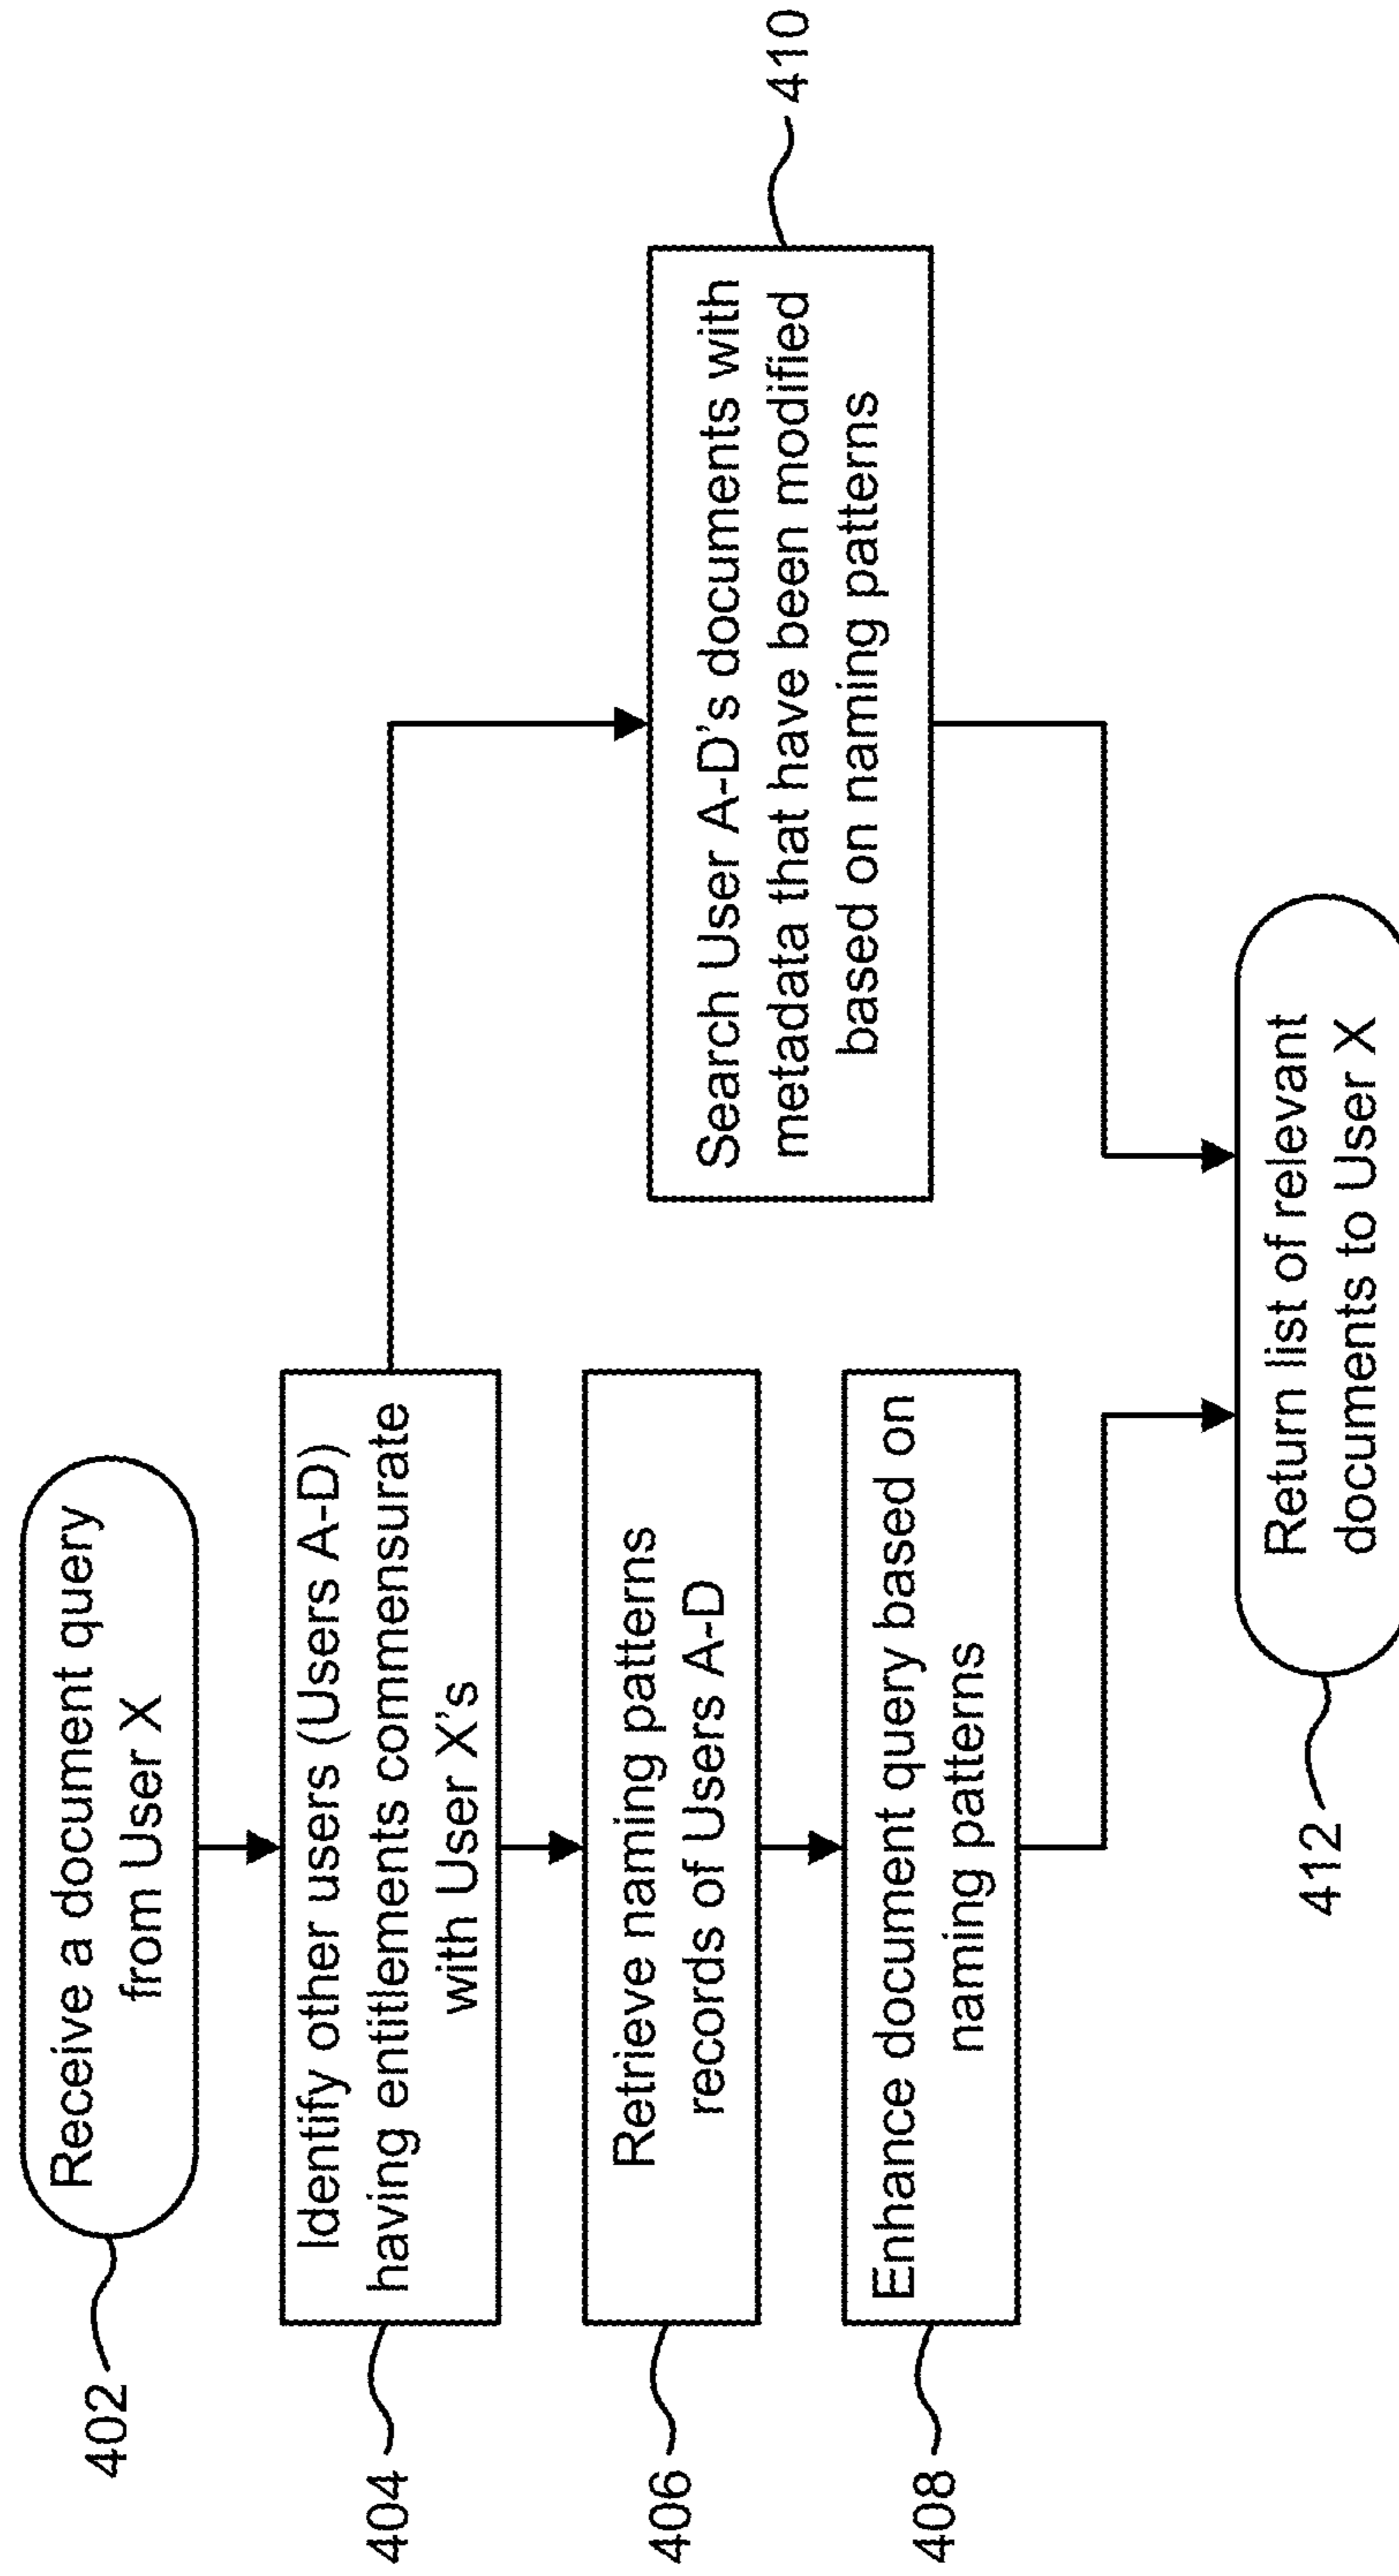 402
Receive a document query
from User X
404
Identify other users (Users A-D)
having entitlements commensurate
with User X's
406
Retrieve naming patterns
records of Users A-D
408
Enhance document query based on
naming patterns
Search User A-D's documents with
metadata that have been modified
based on naming patterns
410
412
Return list of relevant
documents to User X